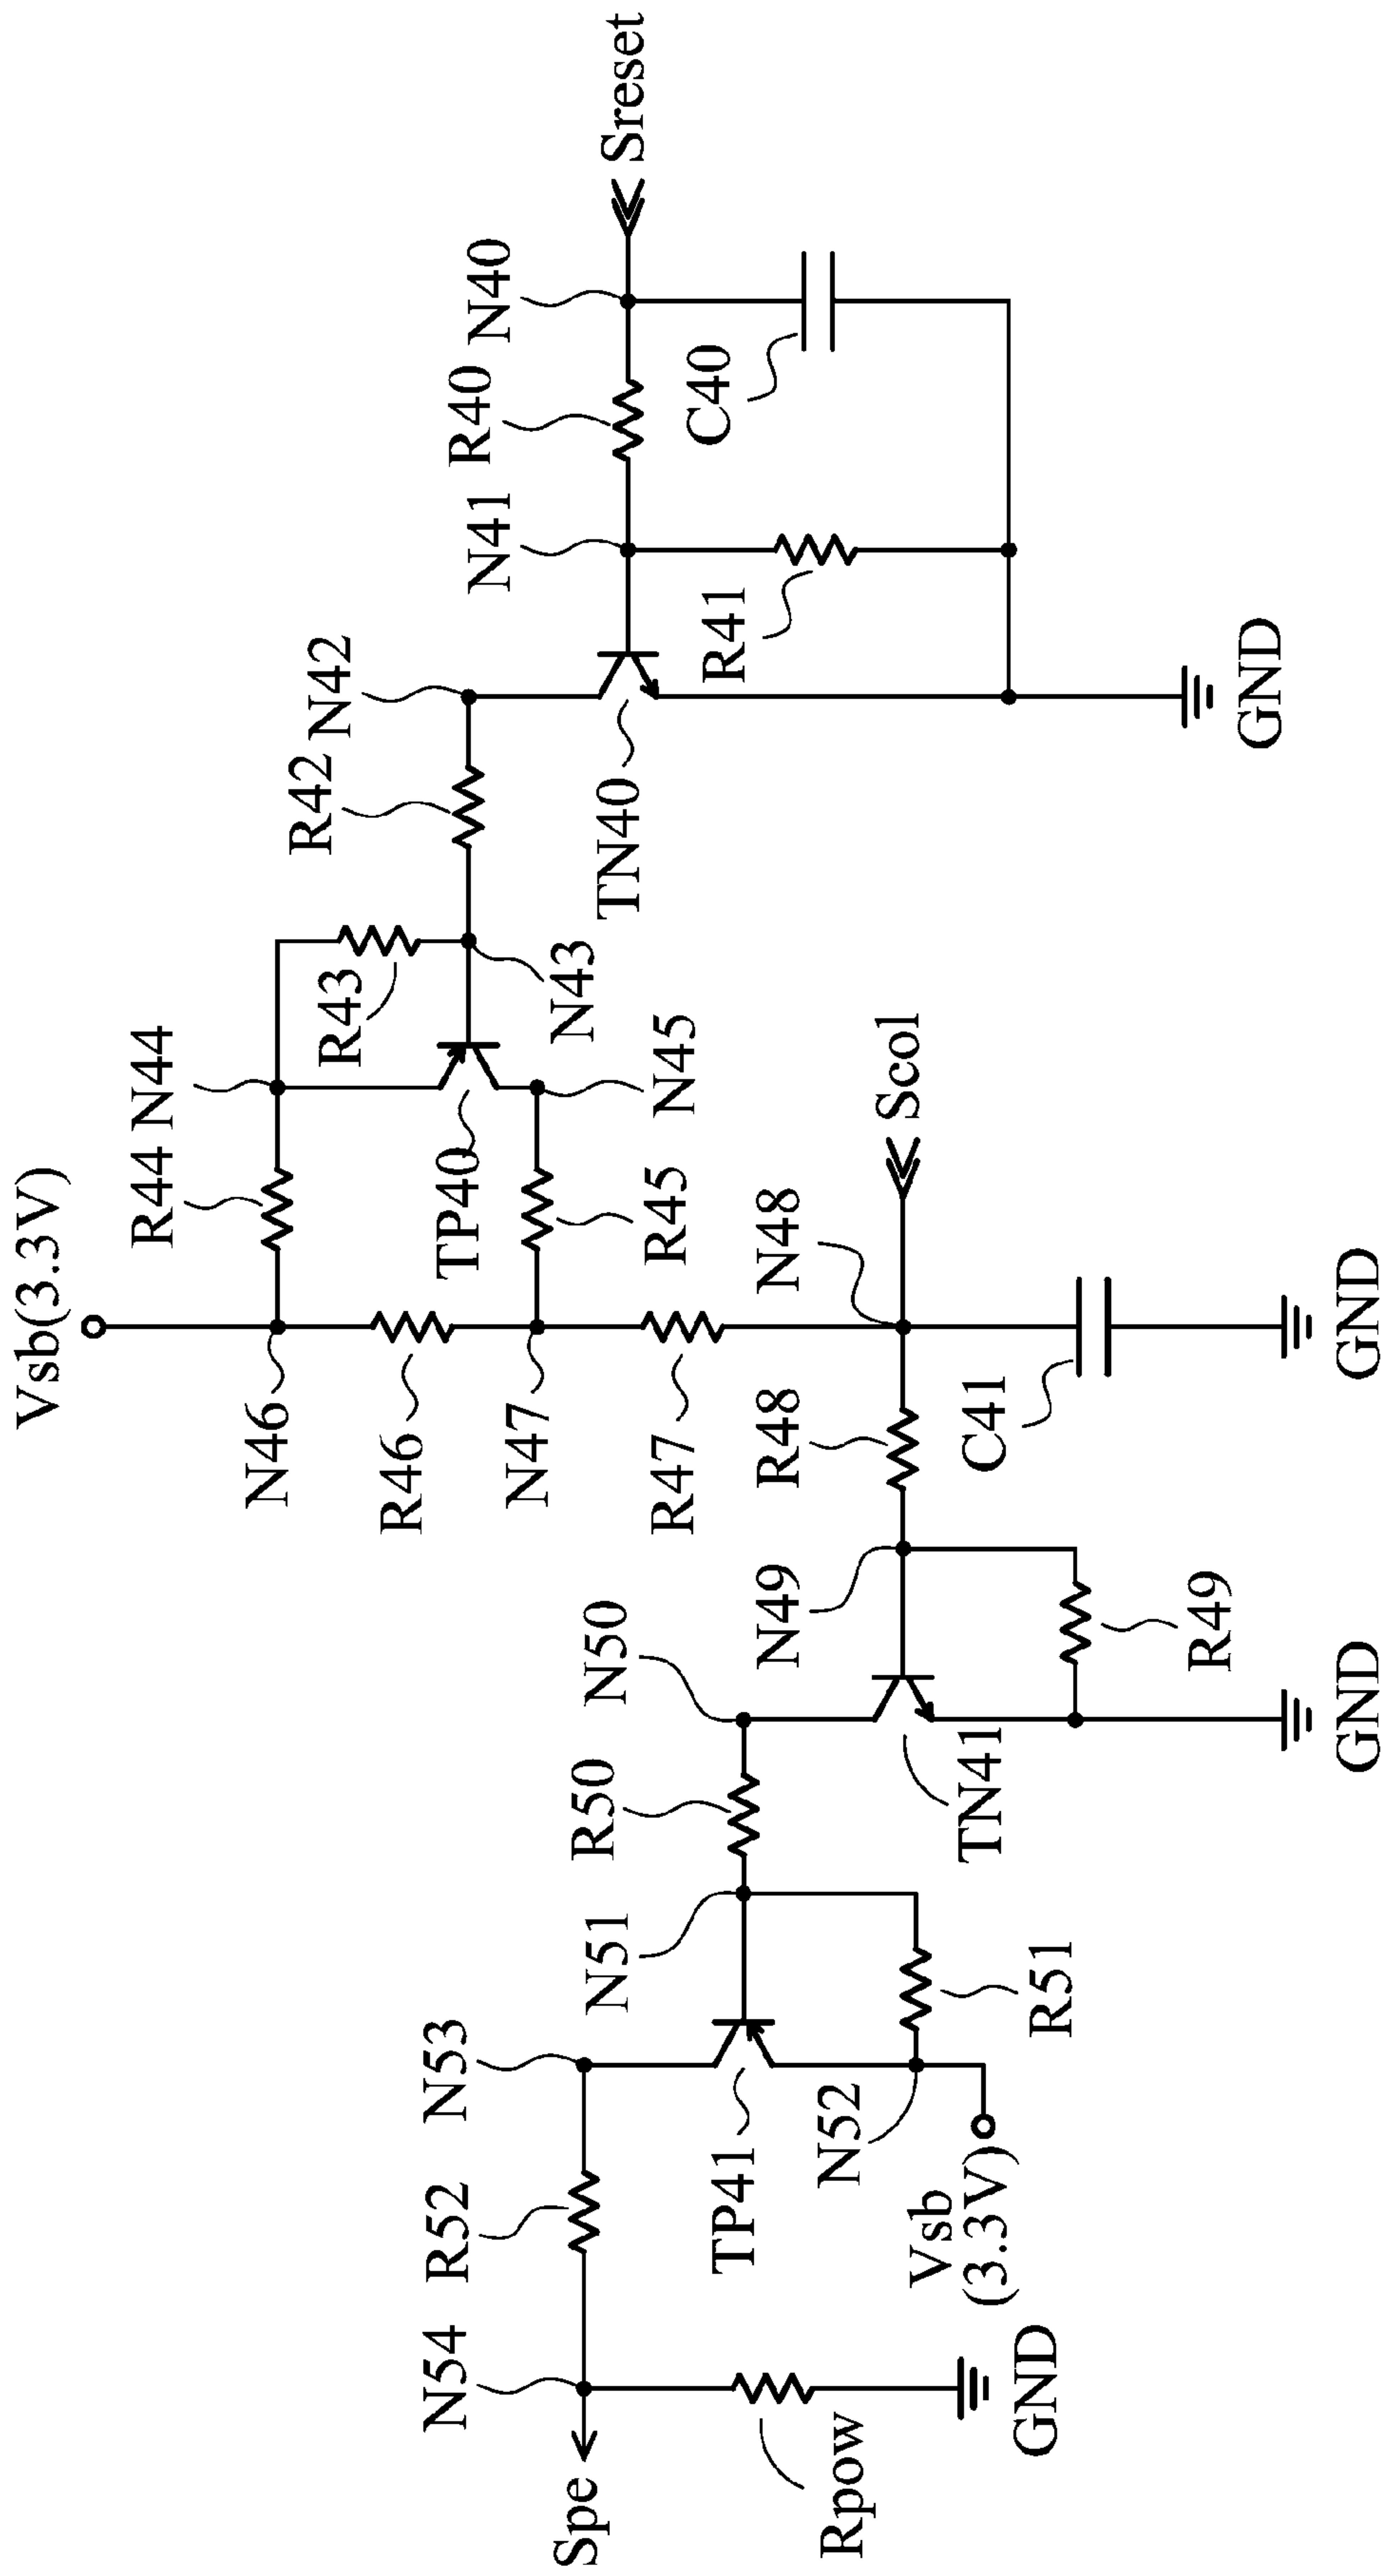 Vsb(3.3V)
Sreset
N40
R40
C40
N41
R41
N42
R42
TN40
GND
N43
R43
N44
R44
TP40
N45
R45
N46
R46
N47
R47
N48
Scol
R48
C41
GND
N49
R49
N50
R50
TN41
GND
N51
R51
N53
TP41
N52
Vsb
(3.3V)
R52
N54
Rpow
GND
Spe